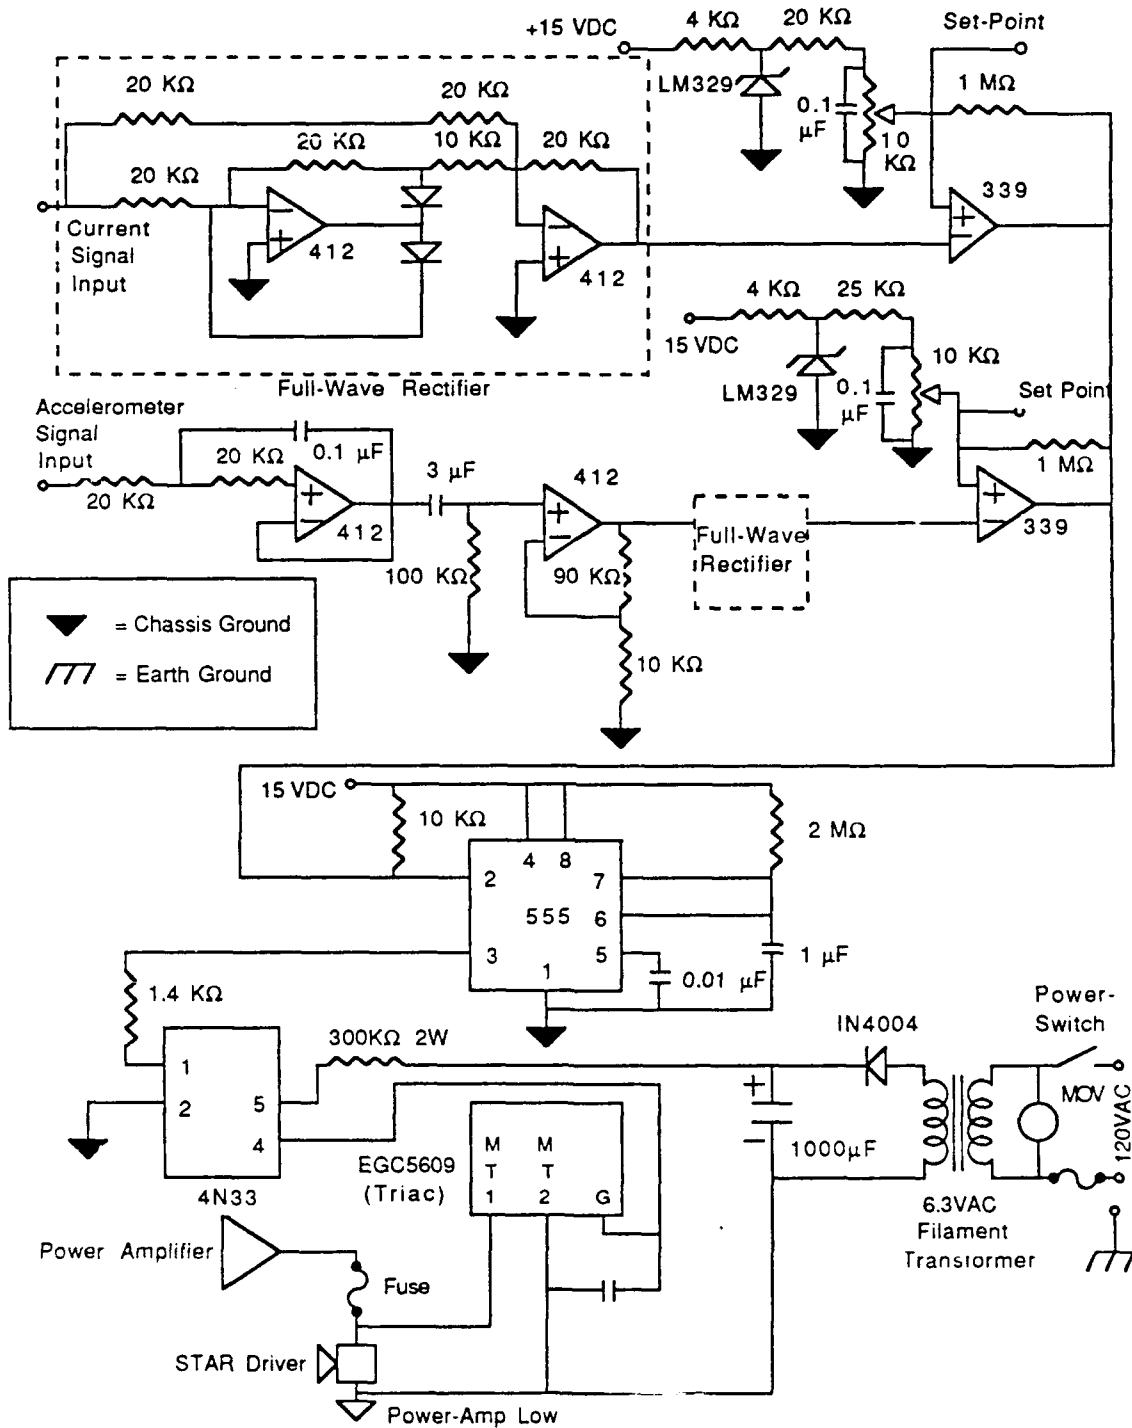 4 KΩ
20 KΩ
Set-Point
+15 VDC
LM329
0.1
µF
10
KΩ
1 MΩ
339
+
−
20 KΩ
20 KΩ
20 KΩ
10 KΩ
20 KΩ
20 KΩ
Current
Signal
Input
−
+
412
−
+
412
Full-Wave Rectifier
4 KΩ
25 KΩ
15 VDC
LM329
0.1
µF
10 KΩ
Set Point
1 MΩ
+
−
339
Accelerometer
Signal
Input
20 KΩ
20 KΩ
0.1 µF
+
−
412
3 µF
100 KΩ
412
+
−
90 KΩ
10 KΩ
Full-Wave
Rectifier
= Chassis Ground
= Earth Ground
15 VDC
10 KΩ
2 MΩ
4 8
2 7
555 6
3 5
1
0.01 µF
1 µF
1.4 KΩ
1
2
5
4
4N33
300KΩ 2W
IN4004
Power-
Switch
MOV
120VAC
+
−
1000µF
6.3VAC
Filament
Transformer
EGC5609
(Triac)
M
T
1
M
T
2
G
Power Amplifier
Fuse
STAR Driver
Power-Amp Low